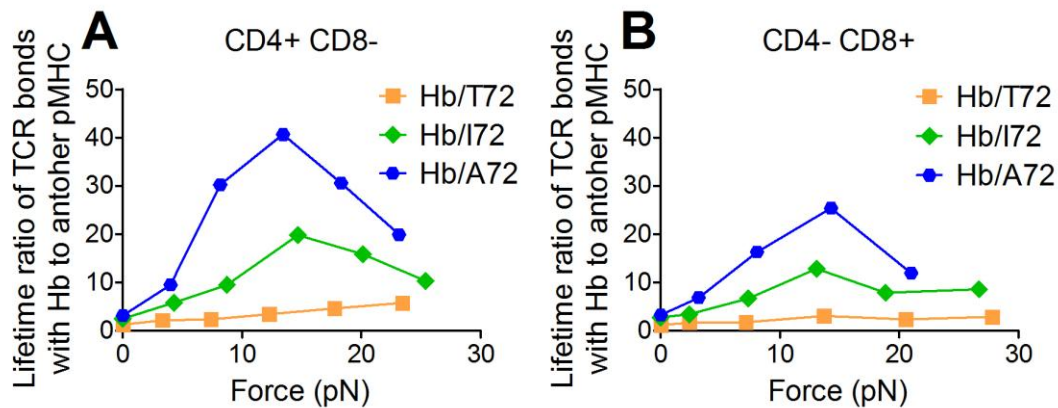 A
CD4+ CD8-
Lifetime ratio of TCR bonds
with Hb to antoher pMHC
50
40
30
20
10
0
Hb/T72
Hb/I72
Hb/A72
0
10
20
30
Force (pN)
B
CD4- CD8+
Lifetime ratio of TCR bonds
with Hb to antoher pMHC
50
40
30
20
10
0
Hb/T72
Hb/I72
Hb/A72
0
10
20
30
Force (pN)